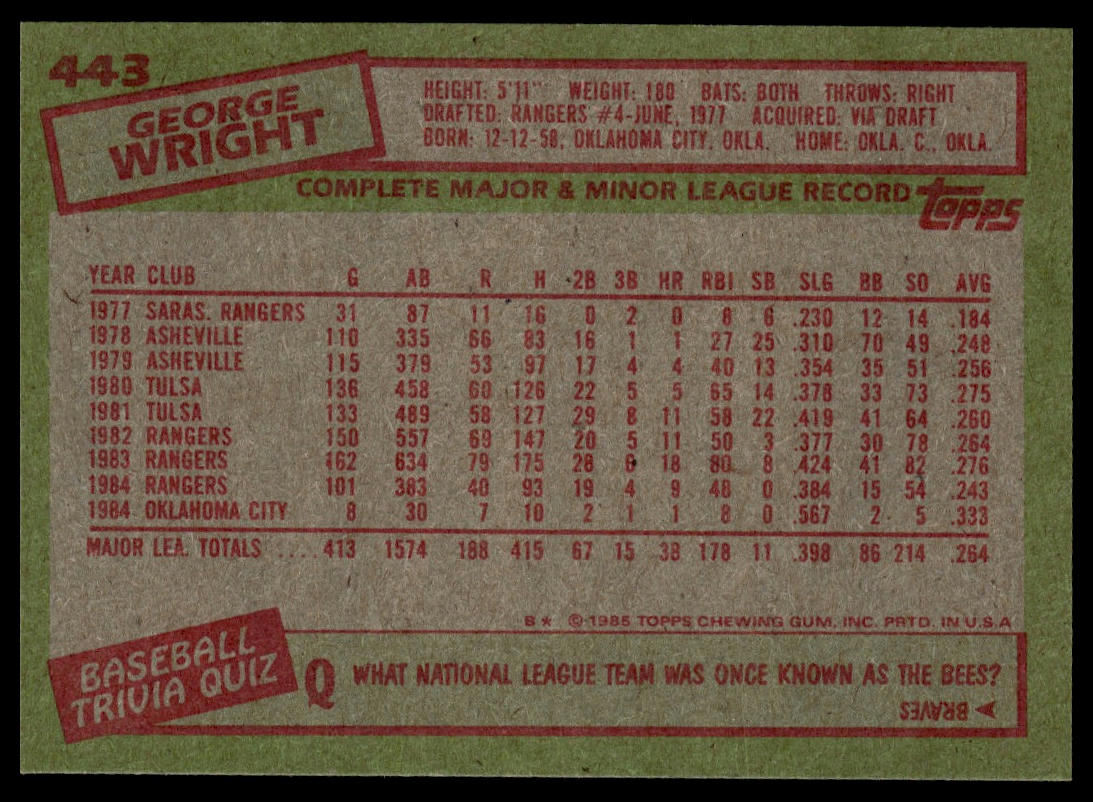 443
GEORGE
WRIGHT
HEIGHT: 5'11" WEIGHT: 180 BATS: BOTH THROWS: RIGHT
DRAFTED: RANGERS #4-JUNE, 1977 ACQUIRED: VIA DRAFT
BORN: 12-12-58, OKLAHOMA CITY, OKLA. HOME: OKLA. C., OKLA.
COMPLETE MAJOR & MINOR LEAGUE RECORD topps
YEAR CLUB G AB R H 2B 3B HR RBI SB SLG BB SO AVG
1977 SARAS. RANGERS 31 87 11 16 0 2 0 8 6 .230 12 14 .184
1978 ASHEVILLE 110 335 66 83 16 1 1 27 25 .310 70 49 .248
1979 ASHEVILLE 115 379 53 97 17 4 4 40 13 .354 35 51 .256
1980 TULSA 136 458 60 126 22 5 5 65 14 .378 33 73 .275
1981 TULSA 133 489 58 127 29 8 11 58 22 .419 41 64 .260
1982 RANGERS 150 557 69 147 20 5 11 50 3 .377 30 78 .264
1983 RANGERS 162 634 79 175 28 6 18 80 8 .424 41 82 .276
1984 RANGERS 101 383 40 93 19 4 9 48 0 .384 15 54 .243
1984 OKLAHOMA CITY 8 30 7 10 2 1 1 8 0 .567 2 5 .333
MAJOR LEA. TOTALS .... 413 1574 188 415 67 15 38 178 11 .398 86 214 .264
B* © 1985 TOPPS CHEWING GUM, INC. PRTD. IN U.S.A
BASEBALL
TRIVIA QUIZ
Q WHAT NATIONAL LEAGUE TEAM WAS ONCE KNOWN AS THE BEES?
BRAVES